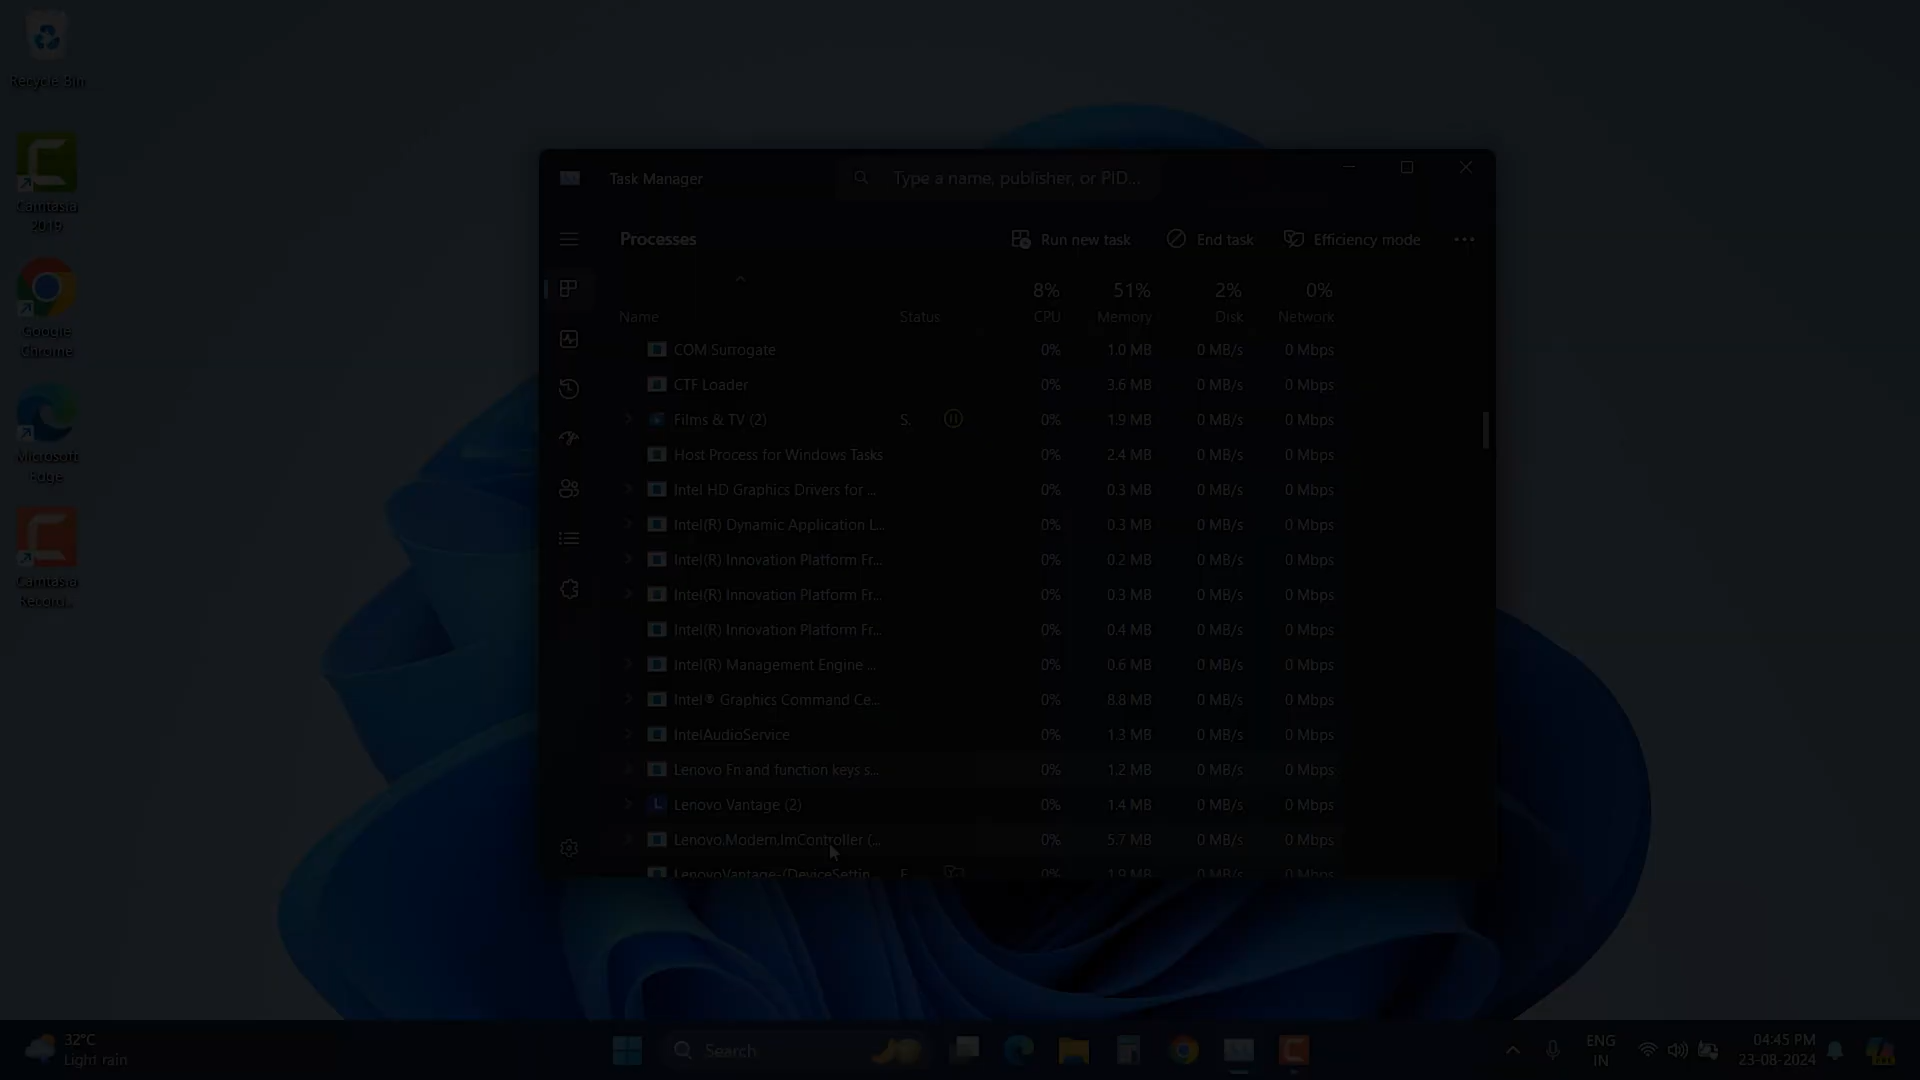 Recycle Bin
Camtasia
2019
Google
Chrome
Microsoft
Edge
Camtasia
Recom...
Task Manager
Type a name, publisher, or PID...
Processes
Run new task
End task
Efficiency mode
8% 51% 2% 0%
Name Status CPU Memory Disk Network
COM Surrogate 0% 1.0 MB 0 MB/s 0 Mbps
CTF Loader 0% 3.6 MB 0 MB/s 0 Mbps
Films & TV (2) S. 0% 1.9 MB 0 MB/s 0 Mbps
Host Process for Windows Tasks 0% 2.4 MB 0 MB/s 0 Mbps
Intel HD Graphics Drivers for ... 0% 0.3 MB 0 MB/s 0 Mbps
Intel(R) Dynamic Application L... 0% 0.3 MB 0 MB/s 0 Mbps
Intel(R) Innovation Platform Fr... 0% 0.2 MB 0 MB/s 0 Mbps
Intel(R) Innovation Platform Fr... 0% 0.3 MB 0 MB/s 0 Mbps
Intel(R) Innovation Platform Fr... 0% 0.4 MB 0 MB/s 0 Mbps
Intel(R) Management Engine ... 0% 0.6 MB 0 MB/s 0 Mbps
Intel® Graphics Command Ce... 0% 8.8 MB 0 MB/s 0 Mbps
IntelAudioService 0% 1.3 MB 0 MB/s 0 Mbps
Lenovo Fn and function keys s... 0% 1.2 MB 0 MB/s 0 Mbps
Lenovo Vantage (2) 0% 1.4 MB 0 MB/s 0 Mbps
Lenovo.Modern.ImController (... 0% 5.7 MB 0 MB/s 0 Mbps
LenovoVantage-(DeviceSettin... 0% 1.9 MB 0 MB/s 0 Mbps
32°C
Light rain
Search
ENG
IN
04:45 PM
23-08-2024